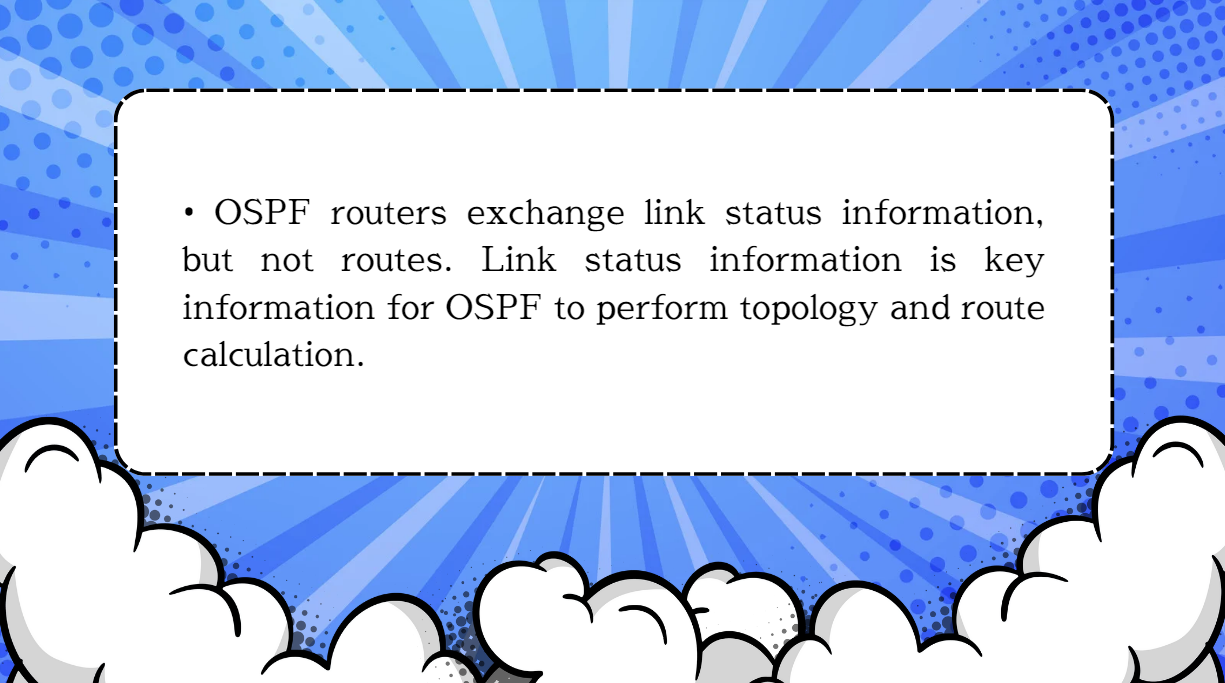 • OSPF routers exchange link status information,
but not routes. Link status information is key
information for OSPF to perform topology and route
calculation.